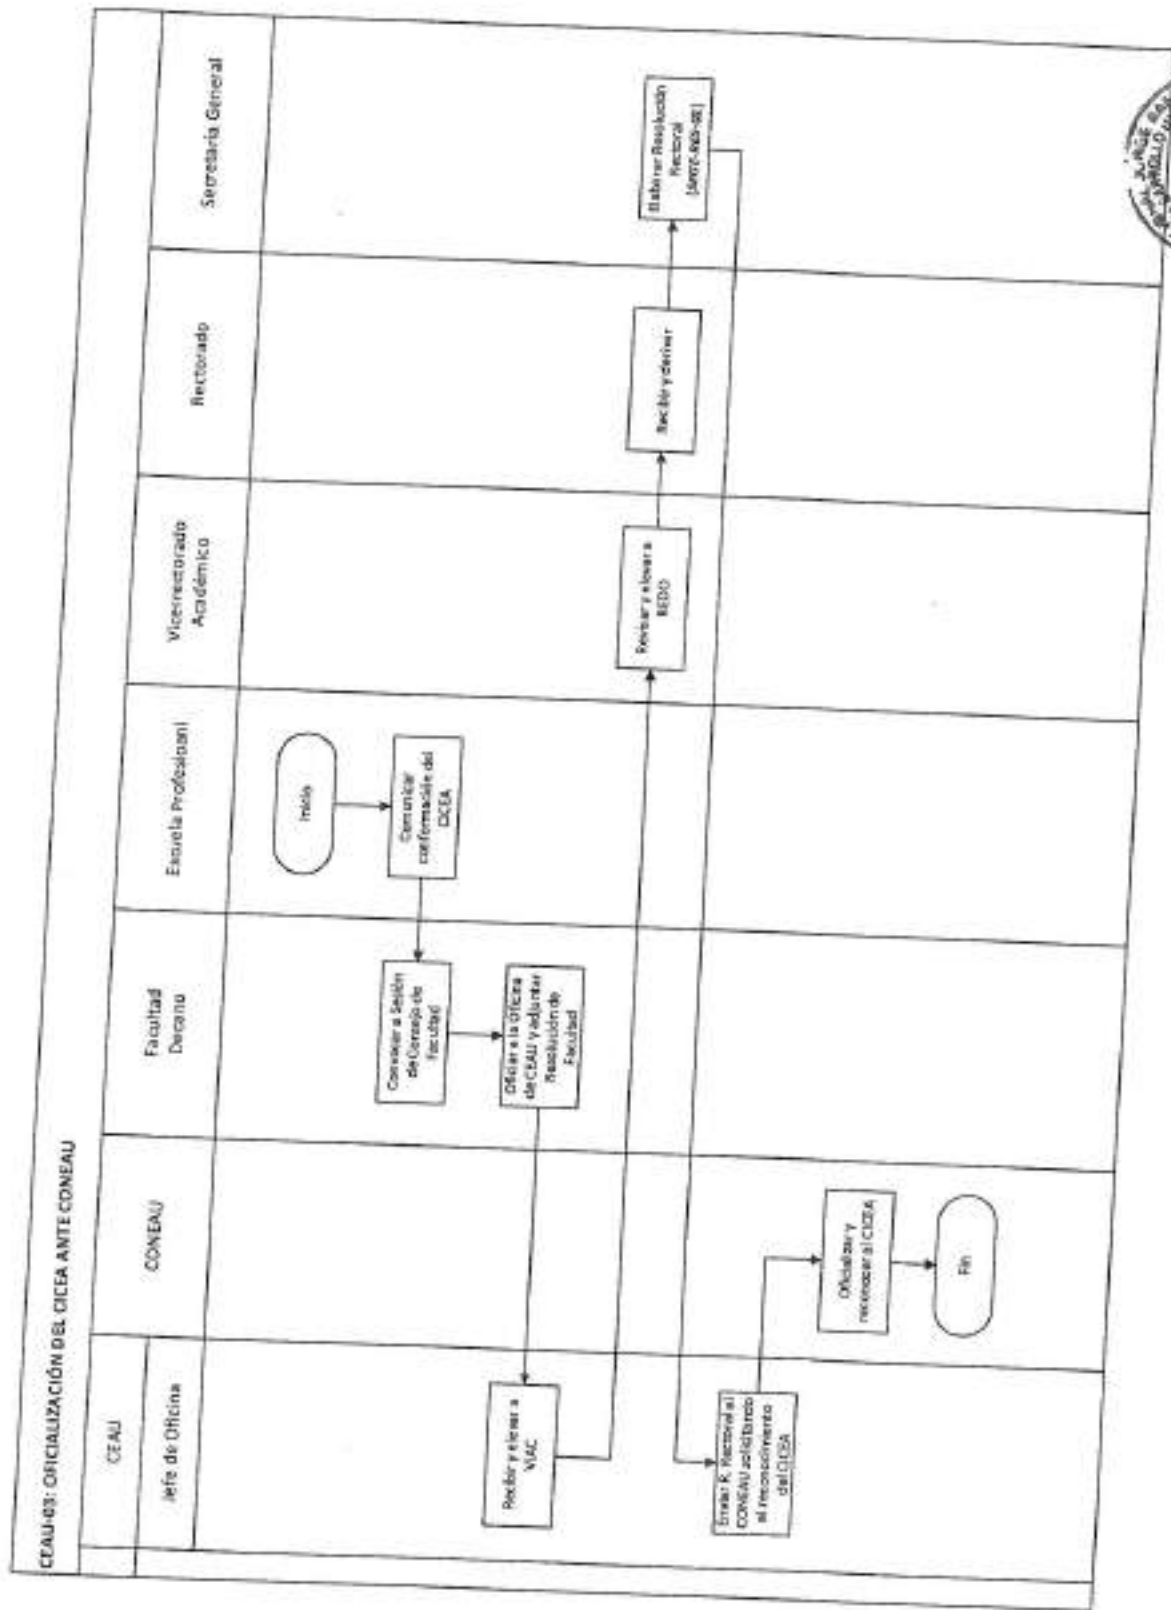 CEAU-03: OFICIALIZACIÓN DEL CICEA ANTE CONEAU
CEAU
Jefe de Oficina
CONEAU
Facultad
Decano
Escuela Profesional
Vicerrectorado
Académico
Rectorado
Secretaría General
Inicio
Comunicar
conformación del
CICEA
Convocar a Sesión
de Consejo de
Facultad
Oficiar a la Oficina
de CEAU y adjuntar
Resolución de
Facultad
Recibir y elevar a
VIAC
Revisar y elevar a
REDO
Recibir y derivar
Elaborar Resolución
Rectoral
Enviar R. Rectoral al
CONEAU solicitando
el reconocimiento
del CICEA
Oficializar y
reconocer al CICEA
Fin
JORGE